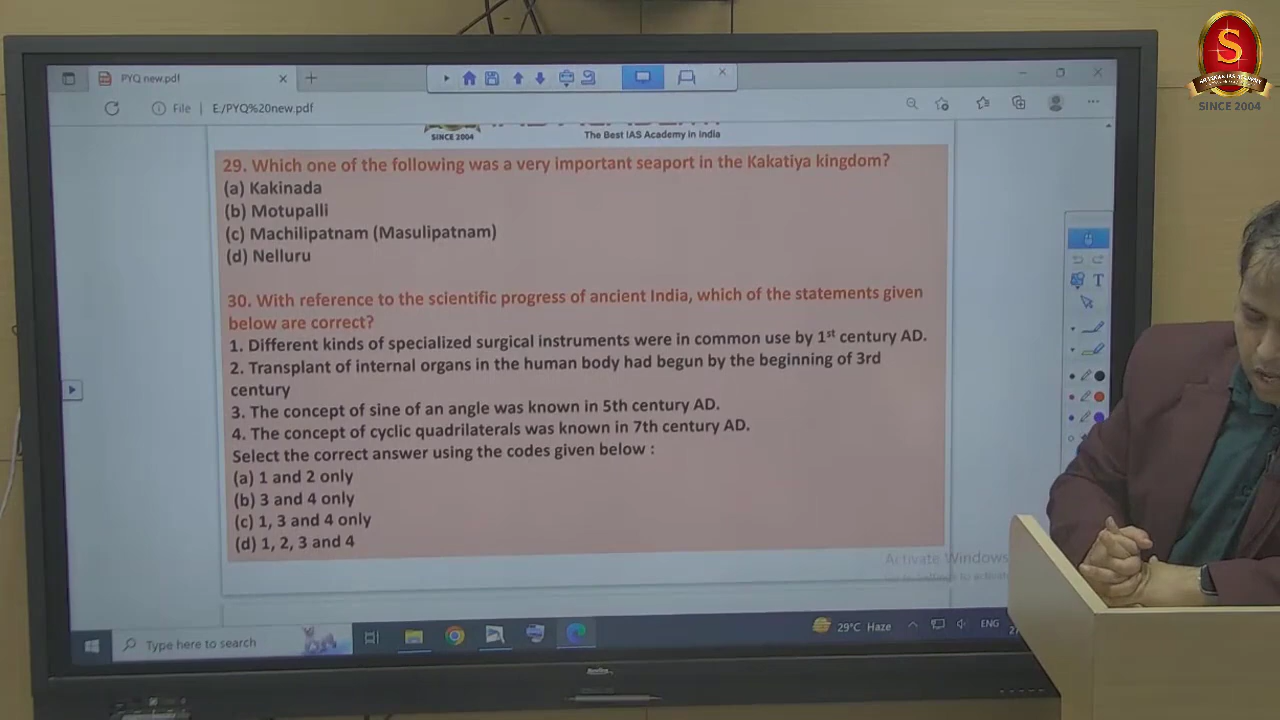 S
SINCE 2004
PYQ new.pdf
File | E:/PYQ%20new.pdf
SINCE 2004
The Best IAS Academy in India
29. Which one of the following was a very important seaport in the Kakatiya kingdom?
(a) Kakinada
(b) Motupalli
(c) Machilipatnam (Masulipatnam)
(d) Nelluru
30. With reference to the scientific progress of ancient India, which of the statements given
below are correct?
1. Different kinds of specialized surgical instruments were in common use by 1st century AD.
2. Transplant of internal organs in the human body had begun by the beginning of 3rd
century
3. The concept of sine of an angle was known in 5th century AD.
4. The concept of cyclic quadrilaterals was known in 7th century AD.
Select the correct answer using the codes given below :
(a) 1 and 2 only
(b) 3 and 4 only
(c) 1, 3 and 4 only
(d) 1, 2, 3 and 4
Activate Windows
T
Type here to search
29°C Haze
ENG